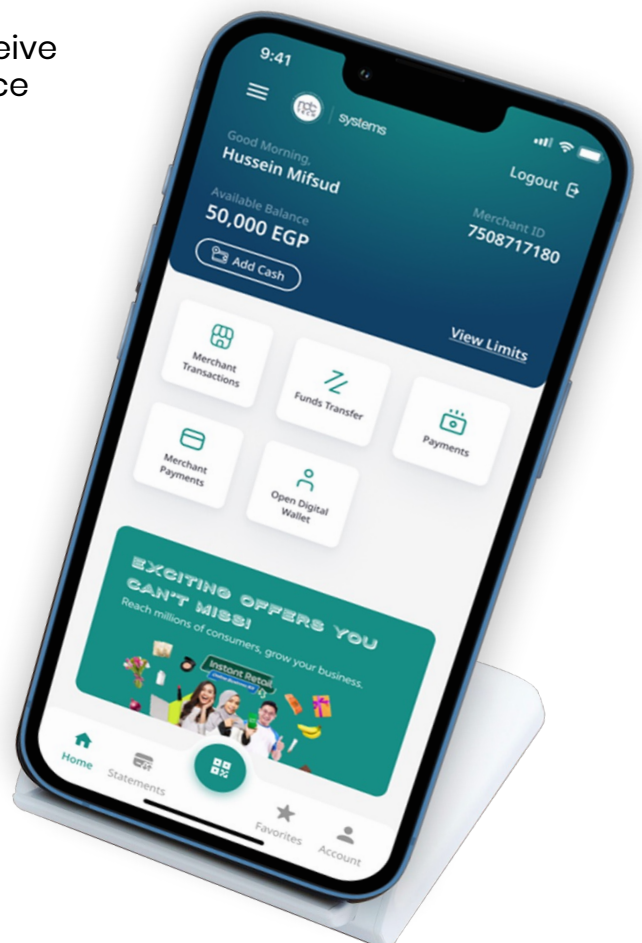 eive
ce
9:41
ndc
TECH
systems
Logout
Good Morning,
Hussein Mifsud
Merchant ID
7508717180
Available Balance
50,000 EGP
Add Cash
View Limits
Merchant
Transactions
Funds Transfer
Payments
Merchant
Payments
Open Digital
Wallet
EXCITING OFFERS YOU
CAN'T MISS!
Reach millions of consumers, grow your business.
Instant Retail
Home
Statements
Favorites
Account